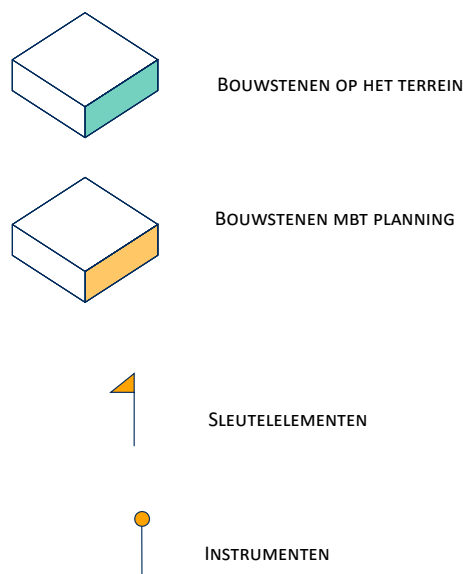 Bouwstenen op het terrein
Bouwstenen mbt planning
Sleutelelementen
Instrumenten